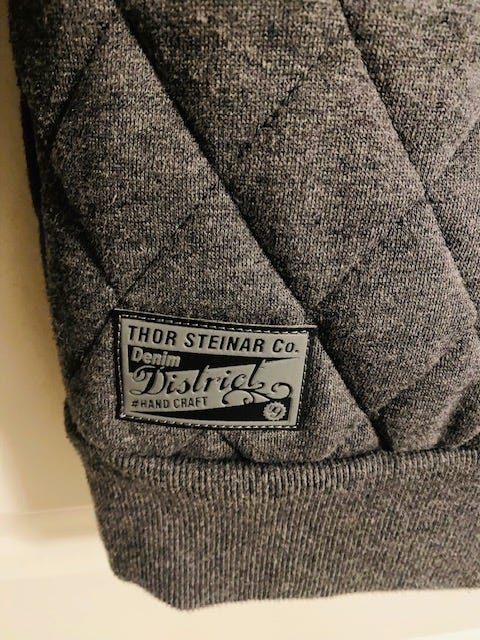 THOR STEINAR Co.
Denim
District
#HAND CRAFT